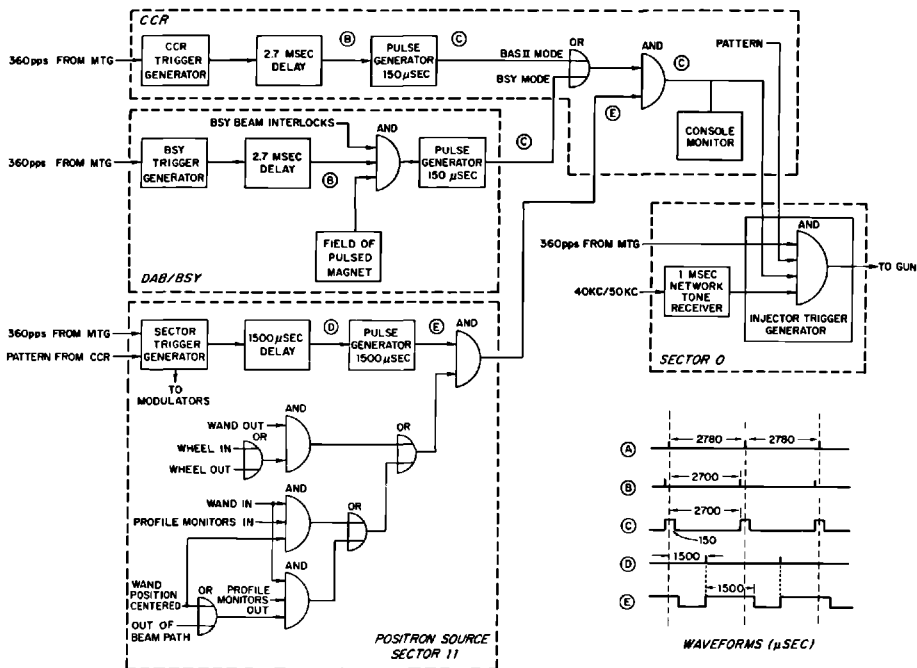 CCR
360pps FROM MTG
CCR
TRIGGER
GENERATOR
2.7 MSEC
DELAY
B
PULSE
GENERATOR
150μSEC
C
BAS II MODE
BSY MODE
OR
AND
C
E
PATTERN
CONSOLE
MONITOR
BSY BEAM INTERLOCKS
360pps FROM MTG
BSY
TRIGGER
GENERATOR
2.7 MSEC
DELAY
B
AND
PULSE
GENERATOR
150 μSEC
C
FIELD OF
PULSED
MAGNET
DAB/BSY
360pps FROM MTG
40KC/50KC
1 MSEC
NETWORK
TONE
RECEIVER
AND
INJECTOR TRIGGER
GENERATOR
TO GUN
SECTOR 0
360pps FROM MTG
PATTERN FROM CCR
SECTOR
TRIGGER
GENERATOR
TO
MODULATORS
1500μSEC
DELAY
D
PULSE
GENERATOR
1500μSEC
E
AND
WAND OUT
AND
WHEEL IN
OR
WHEEL OUT
OR
WAND IN
AND
PROFILE MONITORS IN
OR
AND
PROFILE
MONITORS
OUT
WAND
POSITION
CENTERED
OR
OUT OF
BEAM PATH
POSITRON SOURCE
SECTOR 11
A
2780
2780
B
2700
C
2700
150
D
1500
E
1500
WAVEFORMS (μSEC)